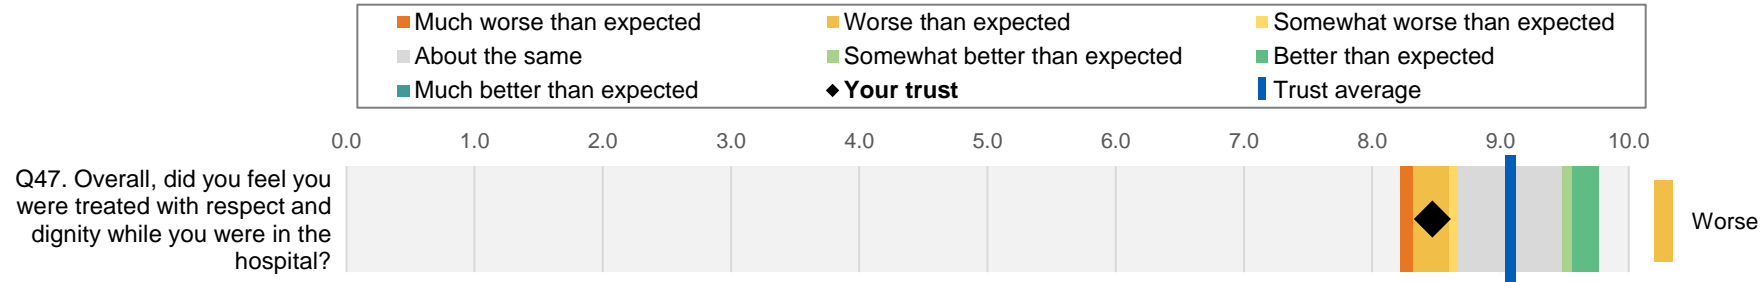 Much worse than expected
Worse than expected
Somewhat worse than expected
About the same
Somewhat better than expected
Better than expected
Much better than expected
Your trust
Trust average
0.0 1.0 2.0 3.0 4.0 5.0 6.0 7.0 8.0 9.0 10.0
Q47. Overall, did you feel you
were treated with respect and
dignity while you were in the
hospital?
Worse